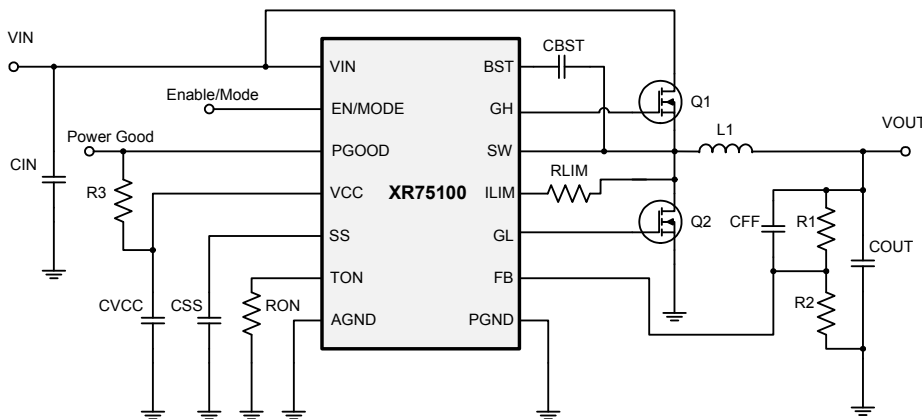 VIN
Enable/Mode
Power Good
CIN
R3
CVCC
CSS
RON
VIN
EN/MODE
PGOOD
VCC
SS
TON
AGND
XR75100
BST
GH
SW
ILIM
GL
FB
PGND
CBST
Q1
L1
VOUT
RLIM
Q2
CFF
R1
COUT
R2